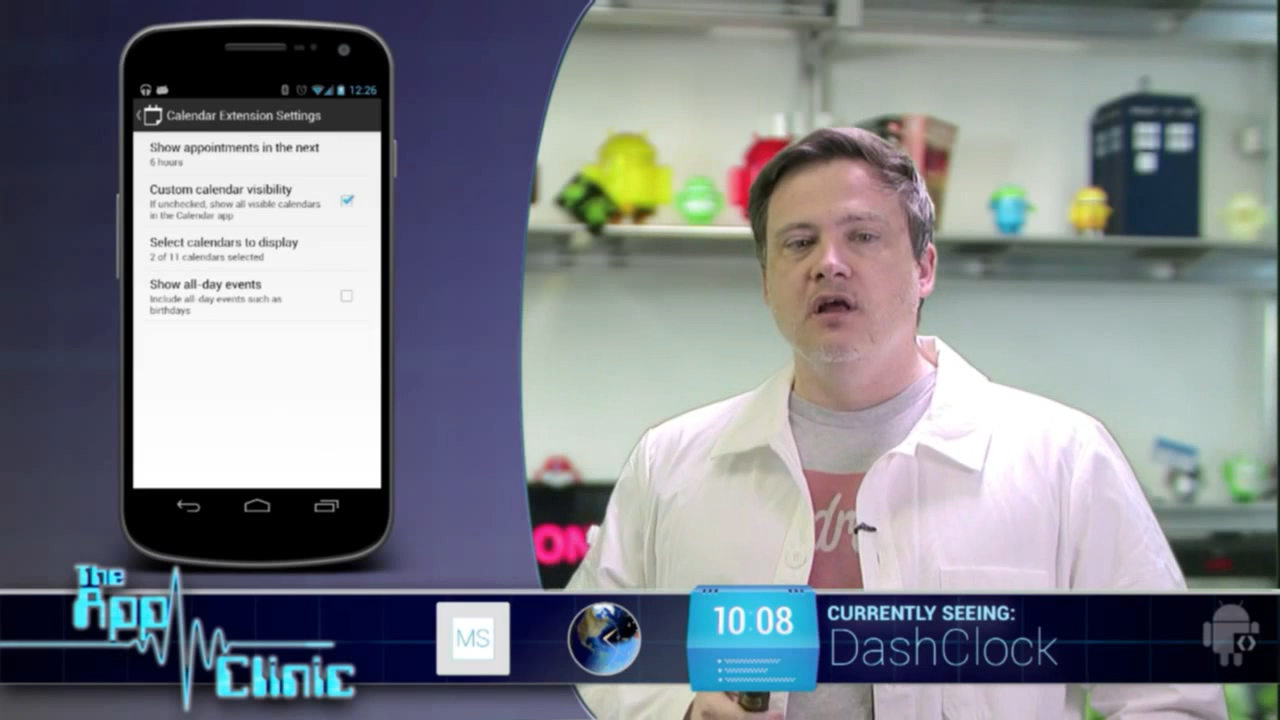 12:26
Calendar Extension Settings
Show appointments in the next
6 hours
Custom calendar visibility
If unchecked, show all visible calendars
in the Calendar app
Select calendars to display
2 of 11 calendars selected
Show all-day events
Include all-day events such as
birthdays
The
App
Clinic
MS
10:08
CURRENTLY SEEING:
DashClock